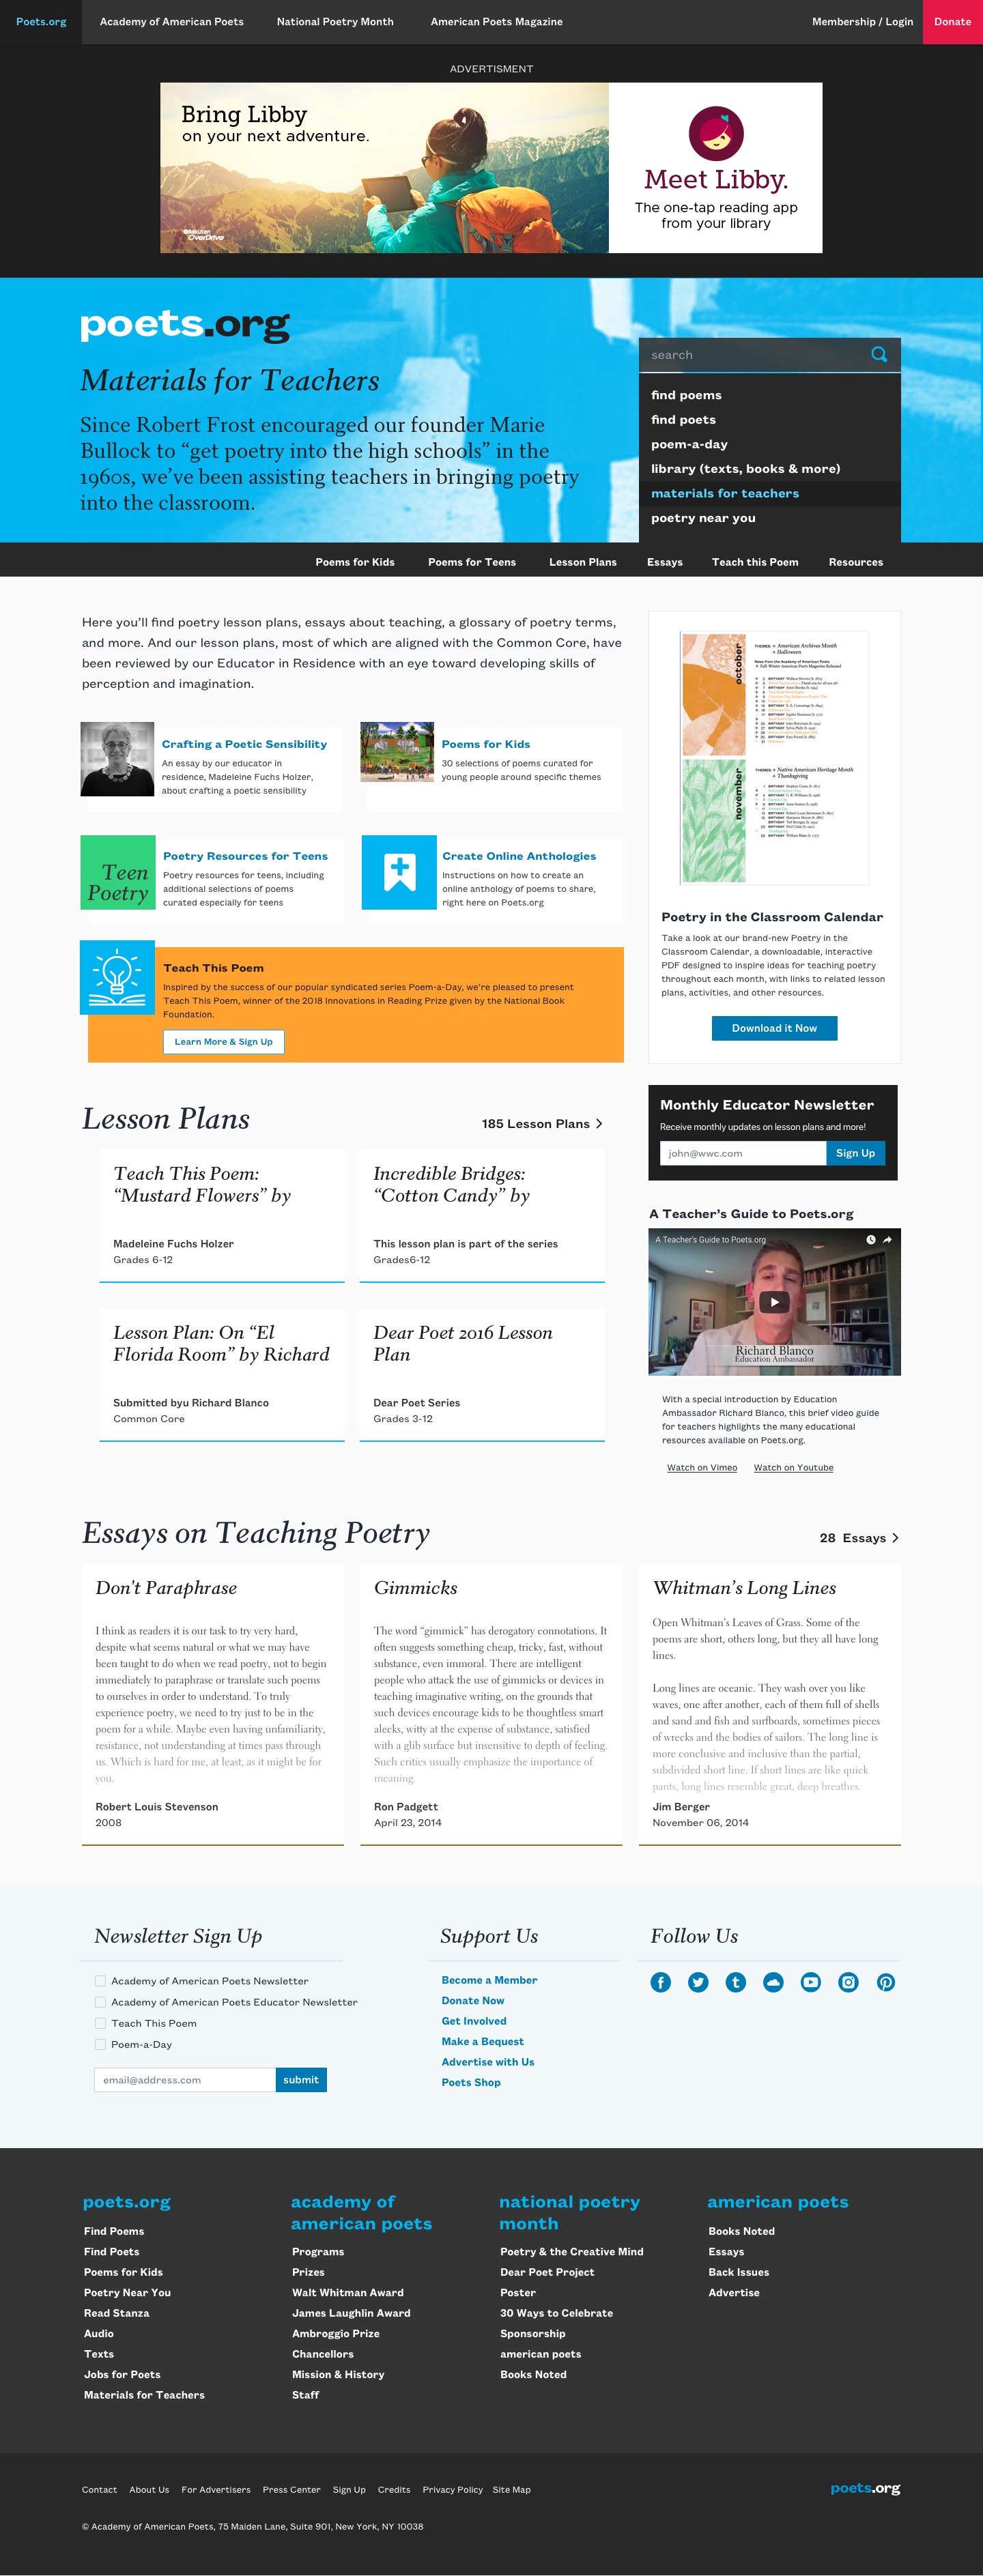 Poets.org
Academy of American Poets
National Poetry Month
American Poets Magazine
Membership / Login
Donate
ADVERTISMENT
Bring Libby
on your next adventure.
Rakuten
OverDrive
Meet Libby.
The one-tap reading app
from your library
poets.org
Materials for Teachers
Since Robert Frost encouraged our founder Marie
Bullock to “get poetry into the high schools” in the
1960s, we’ve been assisting teachers in bringing poetry
into the classroom.
search
find poems
find poets
poem-a-day
library (texts, books & more)
materials for teachers
poetry near you
Poems for Kids
Poems for Teens
Lesson Plans
Essays
Teach this Poem
Resources
Here you’ll find poetry lesson plans, essays about teaching, a glossary of poetry terms,
and more. And our lesson plans, most of which are aligned with the Common Core, have
been reviewed by our Educator in Residence with an eye toward developing skills of
perception and imagination.
Crafting a Poetic Sensibility
An essay by our educator in
residence, Madeleine Fuchs Holzer,
about crafting a poetic sensibility
Poems for Kids
30 selections of poems curated for
young people around specific themes
Teen
Poetry
Poetry Resources for Teens
Poetry resources for teens, including
additional selections of poems
curated especially for teens
Create Online Anthologies
Instructions on how to create an
online anthology of poems to share,
right here on Poets.org
Teach This Poem
Inspired by the success of our popular syndicated series Poem-a-Day, we’re pleased to present
Teach This Poem, winner of the 2018 Innovations in Reading Prize given by the National Book
Foundation.
Learn More & Sign Up
october
THEMES: + American Archives Month
+ Halloween
november
THEMES: + Native American Heritage Month
+ Thanksgiving
Poetry in the Classroom Calendar
Take a look at our brand-new Poetry in the
Classroom Calendar, a downloadable, interactive
PDF designed to inspire ideas for teaching poetry
throughout each month, with links to related lesson
plans, activities, and other resources.
Download it Now
Lesson Plans
185 Lesson Plans
Teach This Poem:
“Mustard Flowers” by
Madeleine Fuchs Holzer
Grades 6-12
Incredible Bridges:
“Cotton Candy” by
This lesson plan is part of the series
Grades6-12
Lesson Plan: On “El
Florida Room” by Richard
Submitted byu Richard Blanco
Common Core
Dear Poet 2016 Lesson
Plan
Dear Poet Series
Grades 3-12
Monthly Educator Newsletter
Receive monthly updates on lesson plans and more!
john@wwc.com
Sign Up
A Teacher’s Guide to Poets.org
A Teacher's Guide to Poets.org
Richard Blanco
Education Ambassador
With a special introduction by Education
Ambassador Richard Blanco, this brief video guide
for teachers highlights the many educational
resources available on Poets.org.
Watch on Vimeo
Watch on Youtube
Essays on Teaching Poetry
28 Essays
Don't Paraphrase
I think as readers it is our task to try very hard,
despite what seems natural or what we may have
been taught to do when we read poetry, not to begin
immediately to paraphrase or translate such poems
to ourselves in order to understand. To truly
experience poetry, we need to try just to be in the
poem for a while. Maybe even having unfamiliarity,
resistance, not understanding at times pass through
us. Which is hard for me, at least, as it might be for
you.
Robert Louis Stevenson
2008
Gimmicks
The word “gimmick” has derogatory connotations. It
often suggests something cheap, tricky, fast, without
substance, even immoral. There are intelligent
people who attack the use of gimmicks or devices in
teaching imaginative writing, on the grounds that
such devices encourage kids to be thoughtless smart
alecks, witty at the expense of substance, satisfied
with a glib surface but insensitive to depth of feeling.
Such critics usually emphasize the importance of
meaning.
Ron Padgett
April 23, 2014
Whitman’s Long Lines
Open Whitman’s Leaves of Grass. Some of the
poems are short, others long, but they all have long
lines.
Long lines are oceanic. They wash over you like
waves, one after another, each of them full of shells
and sand and fish and surfboards, sometimes pieces
of wrecks and the bodies of sailors. The long line is
more conclusive and inclusive than the partial,
subdivided short line. If short lines are like quick
pants, long lines resemble great, deep breathes.
Jim Berger
November 06, 2014
Newsletter Sign Up
Academy of American Poets Newsletter
Academy of American Poets Educator Newsletter
Teach This Poem
Poem-a-Day
email@address.com
submit
Support Us
Become a Member
Donate Now
Get Involved
Make a Bequest
Advertise with Us
Poets Shop
Follow Us
poets.org
Find Poems
Find Poets
Poems for Kids
Poetry Near You
Read Stanza
Audio
Texts
Jobs for Poets
Materials for Teachers
academy of
american poets
Programs
Prizes
Walt Whitman Award
James Laughlin Award
Ambroggio Prize
Chancellors
Mission & History
Staff
national poetry
month
Poetry & the Creative Mind
Dear Poet Project
Poster
30 Ways to Celebrate
Sponsorship
american poets
Books Noted
american poets
Books Noted
Essays
Back Issues
Advertise
Contact
About Us
For Advertisers
Press Center
Sign Up
Credits
Privacy Policy
Site Map
poets.org
© Academy of American Poets, 75 Maiden Lane, Suite 901, New York, NY 10038